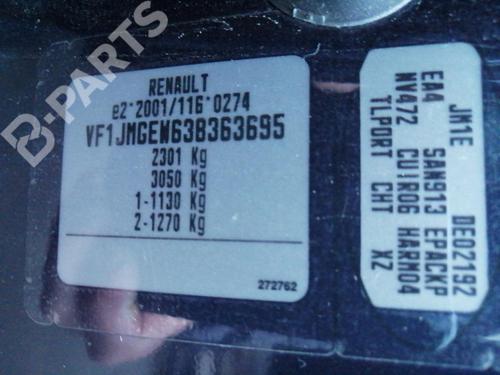 B-PARTS
RENAULT
e2*2001/116*0274
VF1JMGEW638363695
2301 Kg
3050 Kg
1-1130 Kg
2-1270 Kg
272762
JM1E
EA4 SAN913 DE02192
NV472 CUIR06 EPACKP
TLPORT CHT HARM04
XZ